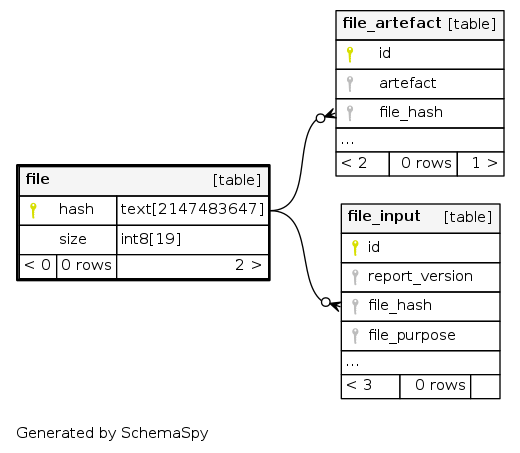 file_artefact [table]
id
artefact
file_hash
...
< 2 0 rows 1 >
file [table]
hash text[2147483647]
size int8[19]
< 0 0 rows 2 >
file_input [table]
id
report_version
file_hash
file_purpose
...
< 3 0 rows
Generated by SchemaSpy